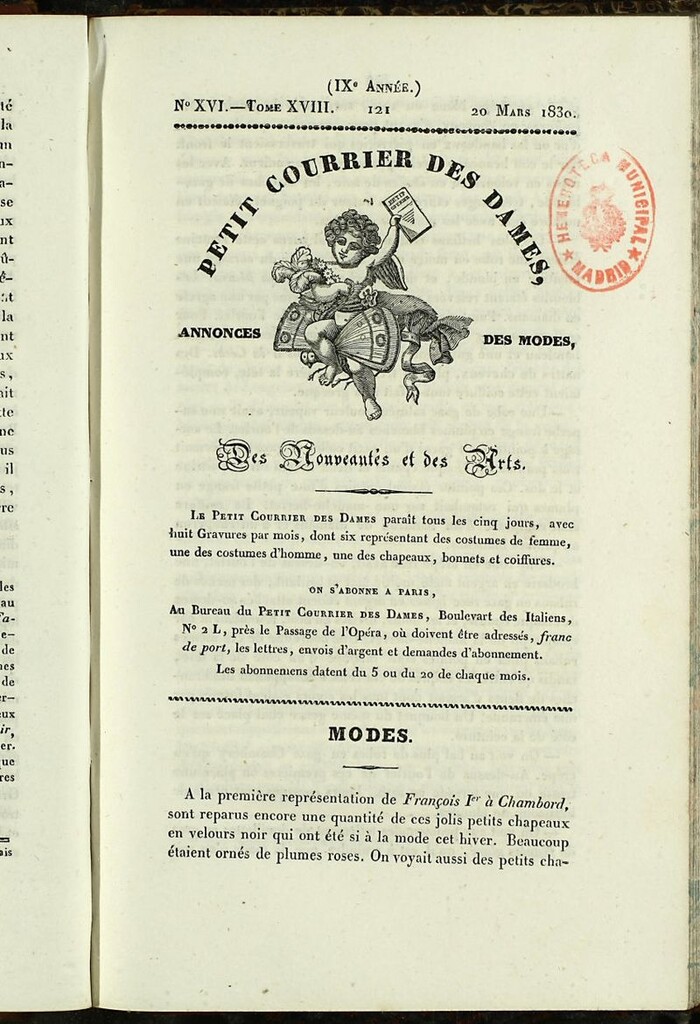 (IXe ANNÉE.)
No XVI.—TOME XVIII. 121 20 MARS 1830.
PETIT COURRIER DES DAMES,
ANNONCES DES MODES,
Des Nouveautés et des Arts.
HEMEROTECA MUNICIPAL
★ MADRID ★
LE PETIT COURRIER DES DAMES paraît tous les cinq jours, avec
huit Gravures par mois, dont six représentant des costumes de femme,
une des costumes d'homme, une des chapeaux, bonnets et coiffures.
ON S'ABONNE A PARIS,
Au Bureau du PETIT COURRIER DES DAMES, Boulevart des Italiens,
No 2 L, près le Passage de l'Opéra, où doivent être adressés, franc
de port, les lettres, envois d'argent et demandes d'abonnement.
Les abonnemens datent du 5 ou du 20 de chaque mois.
MODES.
A la première représentation de François Ier à Chambord,
sont reparus encore une quantité de ces jolis petits chapeaux
en velours noir qui ont été si à la mode cet hiver. Beaucoup
étaient ornés de plumes roses. On voyait aussi des petits cha-